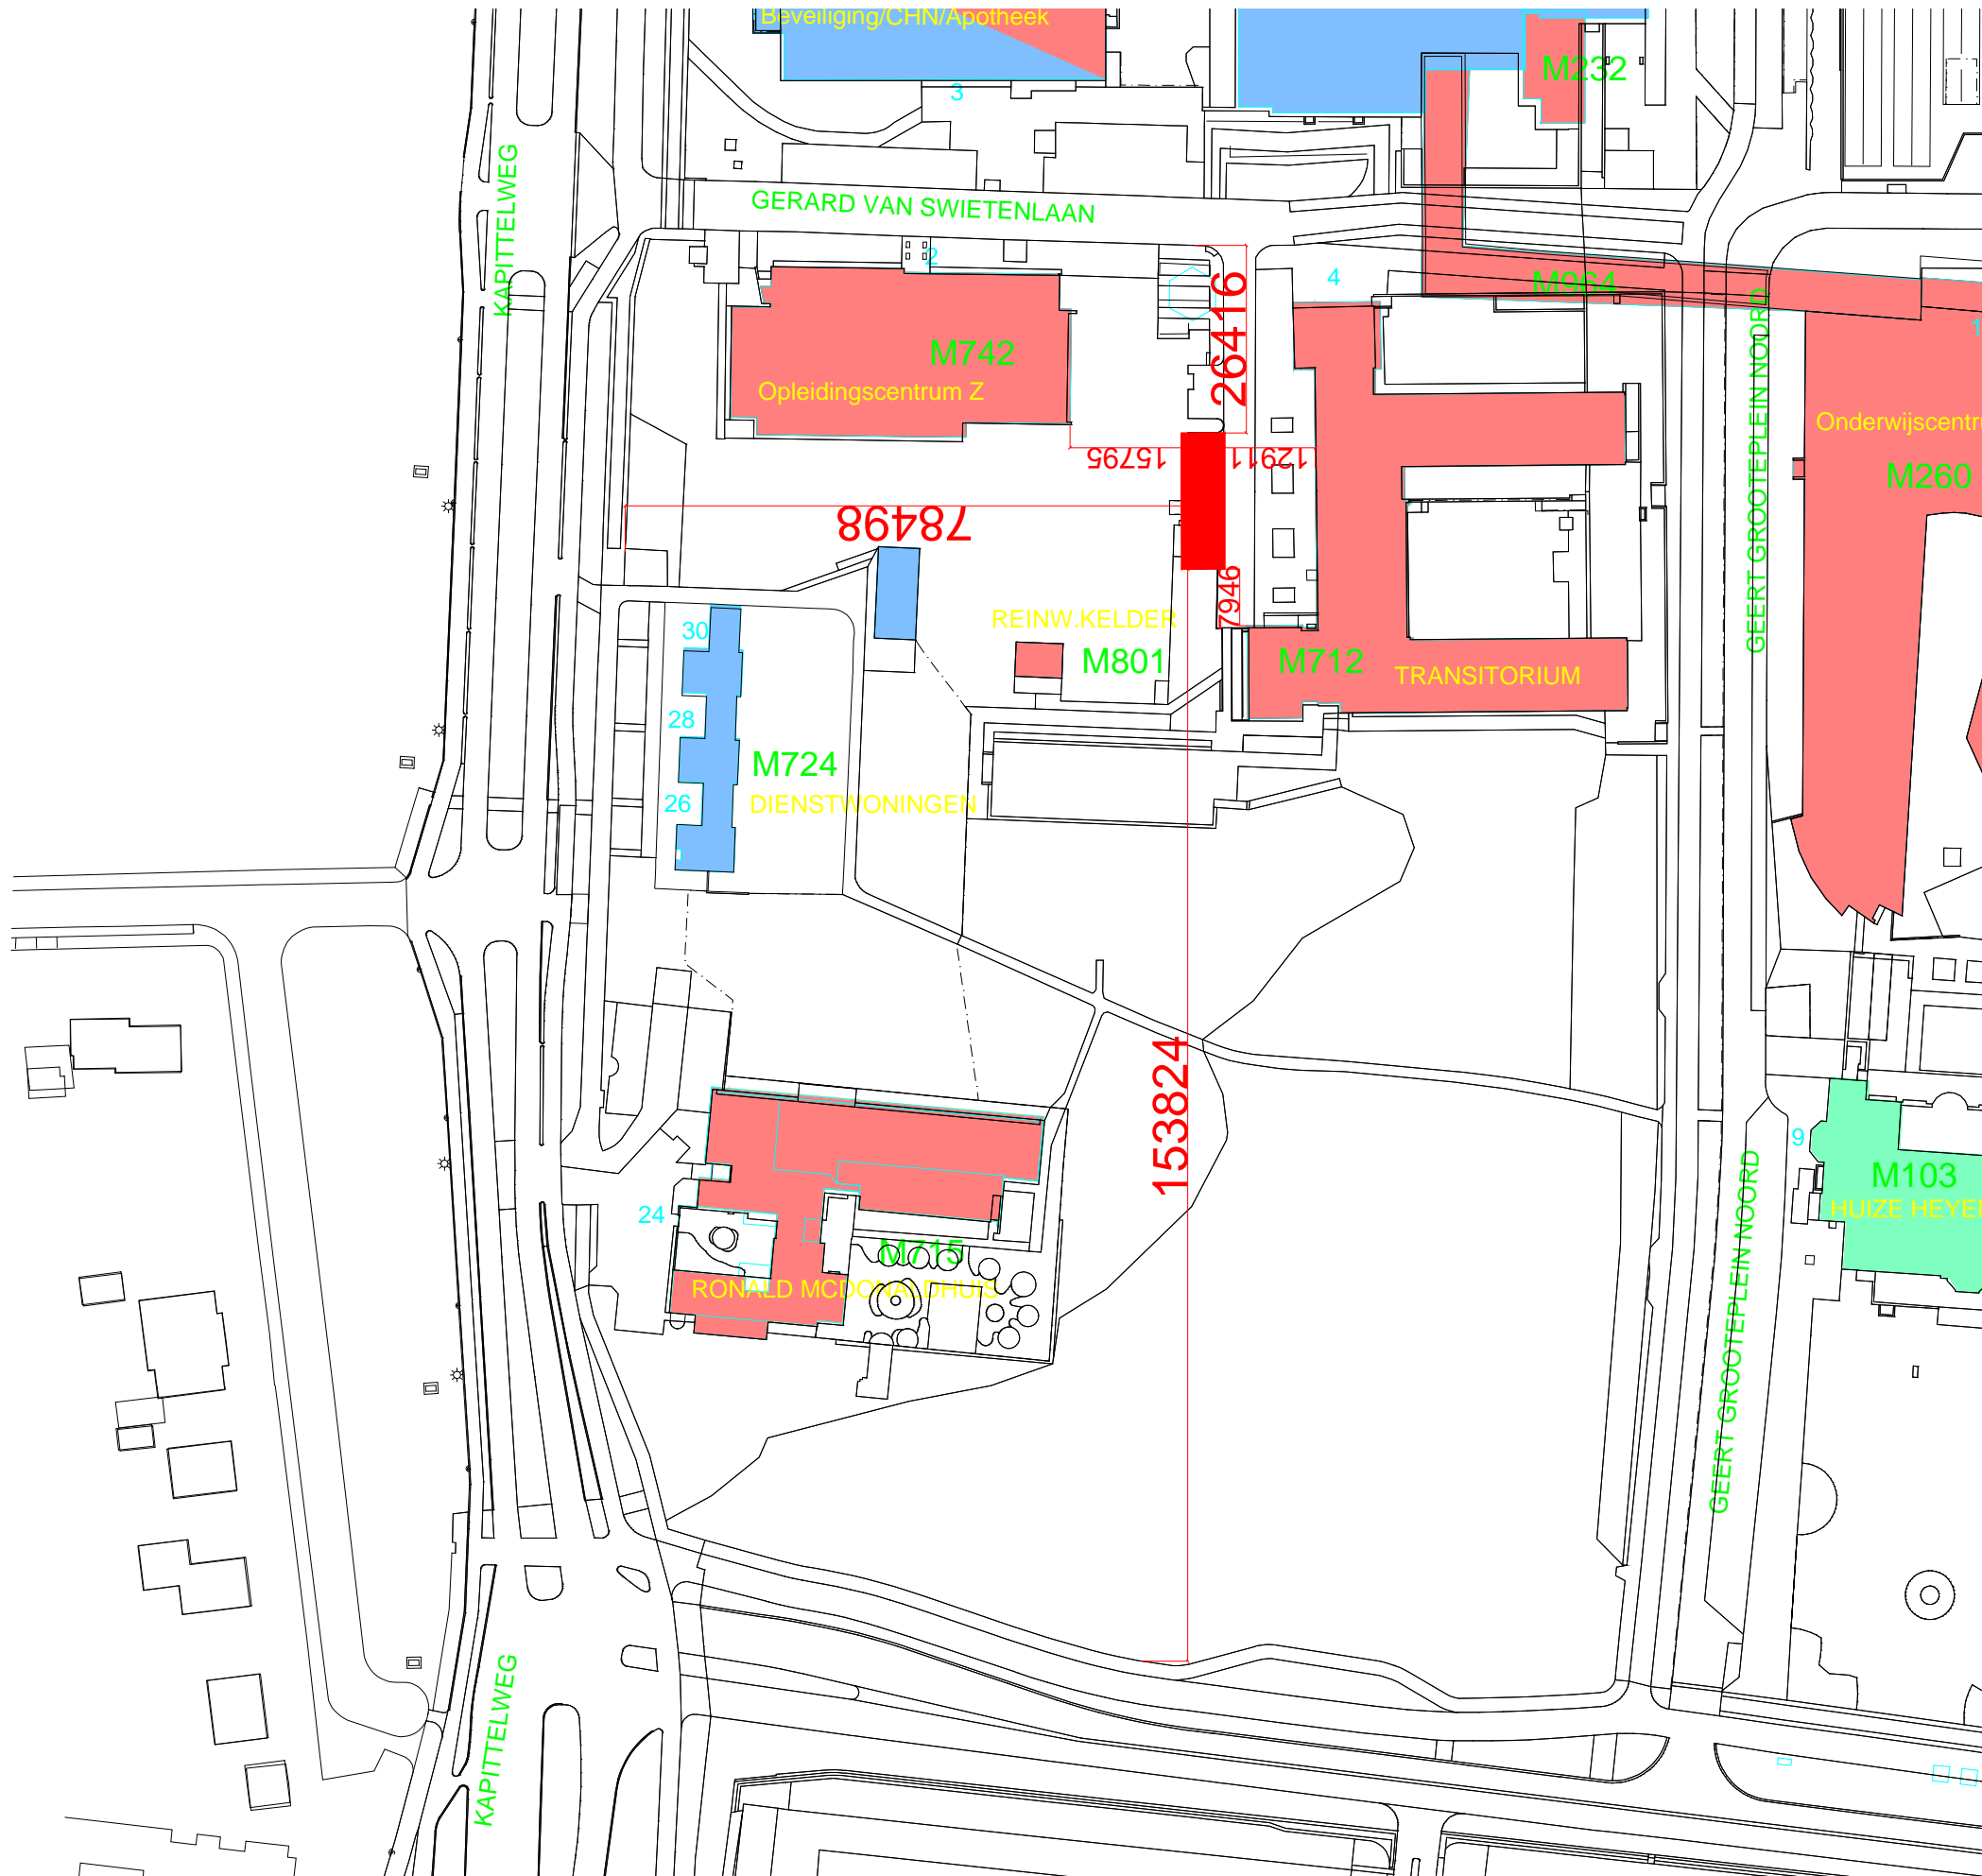 Beveiliging/CHN/Apotheek
3
M232
KAPITTELWEG
GERARD VAN SWIETENLAAN
2
4
M964
26416
M742
Opleidingscentrum Z
GEERT GROOTEPLEIN NOORD
1
Onderwijscentru
M260
15795
12911
78498
7946
REINW.KELDER
M801
M712
TRANSITORIUM
30
28
26
M724
DIENSTWONINGEN
153824
24
M715
RONALD MCDONALDHUIS
9
M103
HUIZE HEYE
GEERT GROOTEPLEIN NOORD
KAPITTELWEG